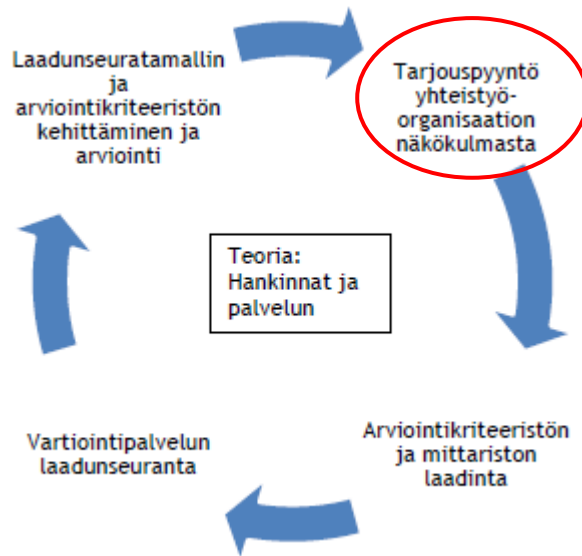 Laadunseuratamallin
ja
arviointikriteeristön
kehittäminen ja
arviointi
Tarjouspyyntö
yhteistyö-
organisaation
näkökulmasta
Teoria:
Hankinnat ja
palvelun
Vartiointipalvelun
laadunseuranta
Arviointikriteeristön
ja mittariston
laadinta